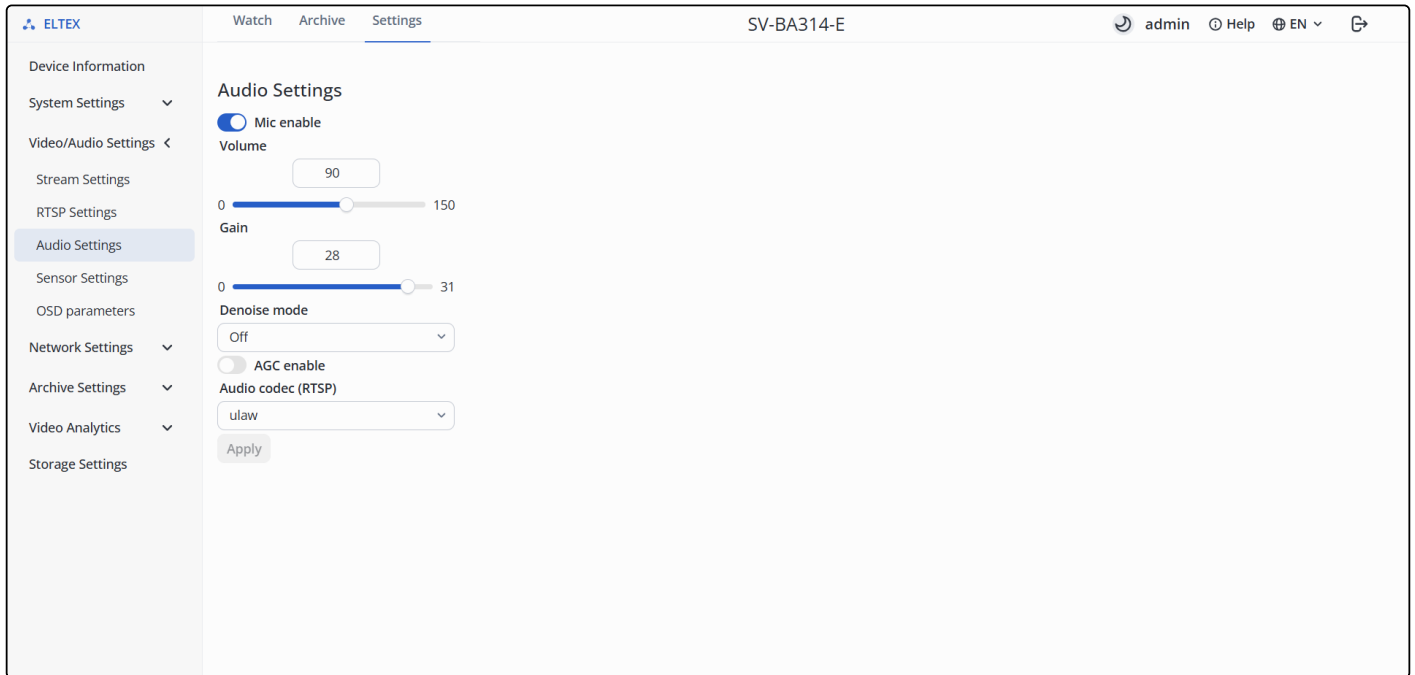 ELTEX
Watch Archive Settings
SV-BA314-E
admin Help EN
Device Information
System Settings
Video/Audio Settings
Stream Settings
RTSP Settings
Audio Settings
Sensor Settings
OSD parameters
Network Settings
Archive Settings
Video Analytics
Storage Settings
Audio Settings
Mic enable
Volume
90
0 150
Gain
28
0 31
Denoise mode
Off
AGC enable
Audio codec (RTSP)
ulaw
Apply